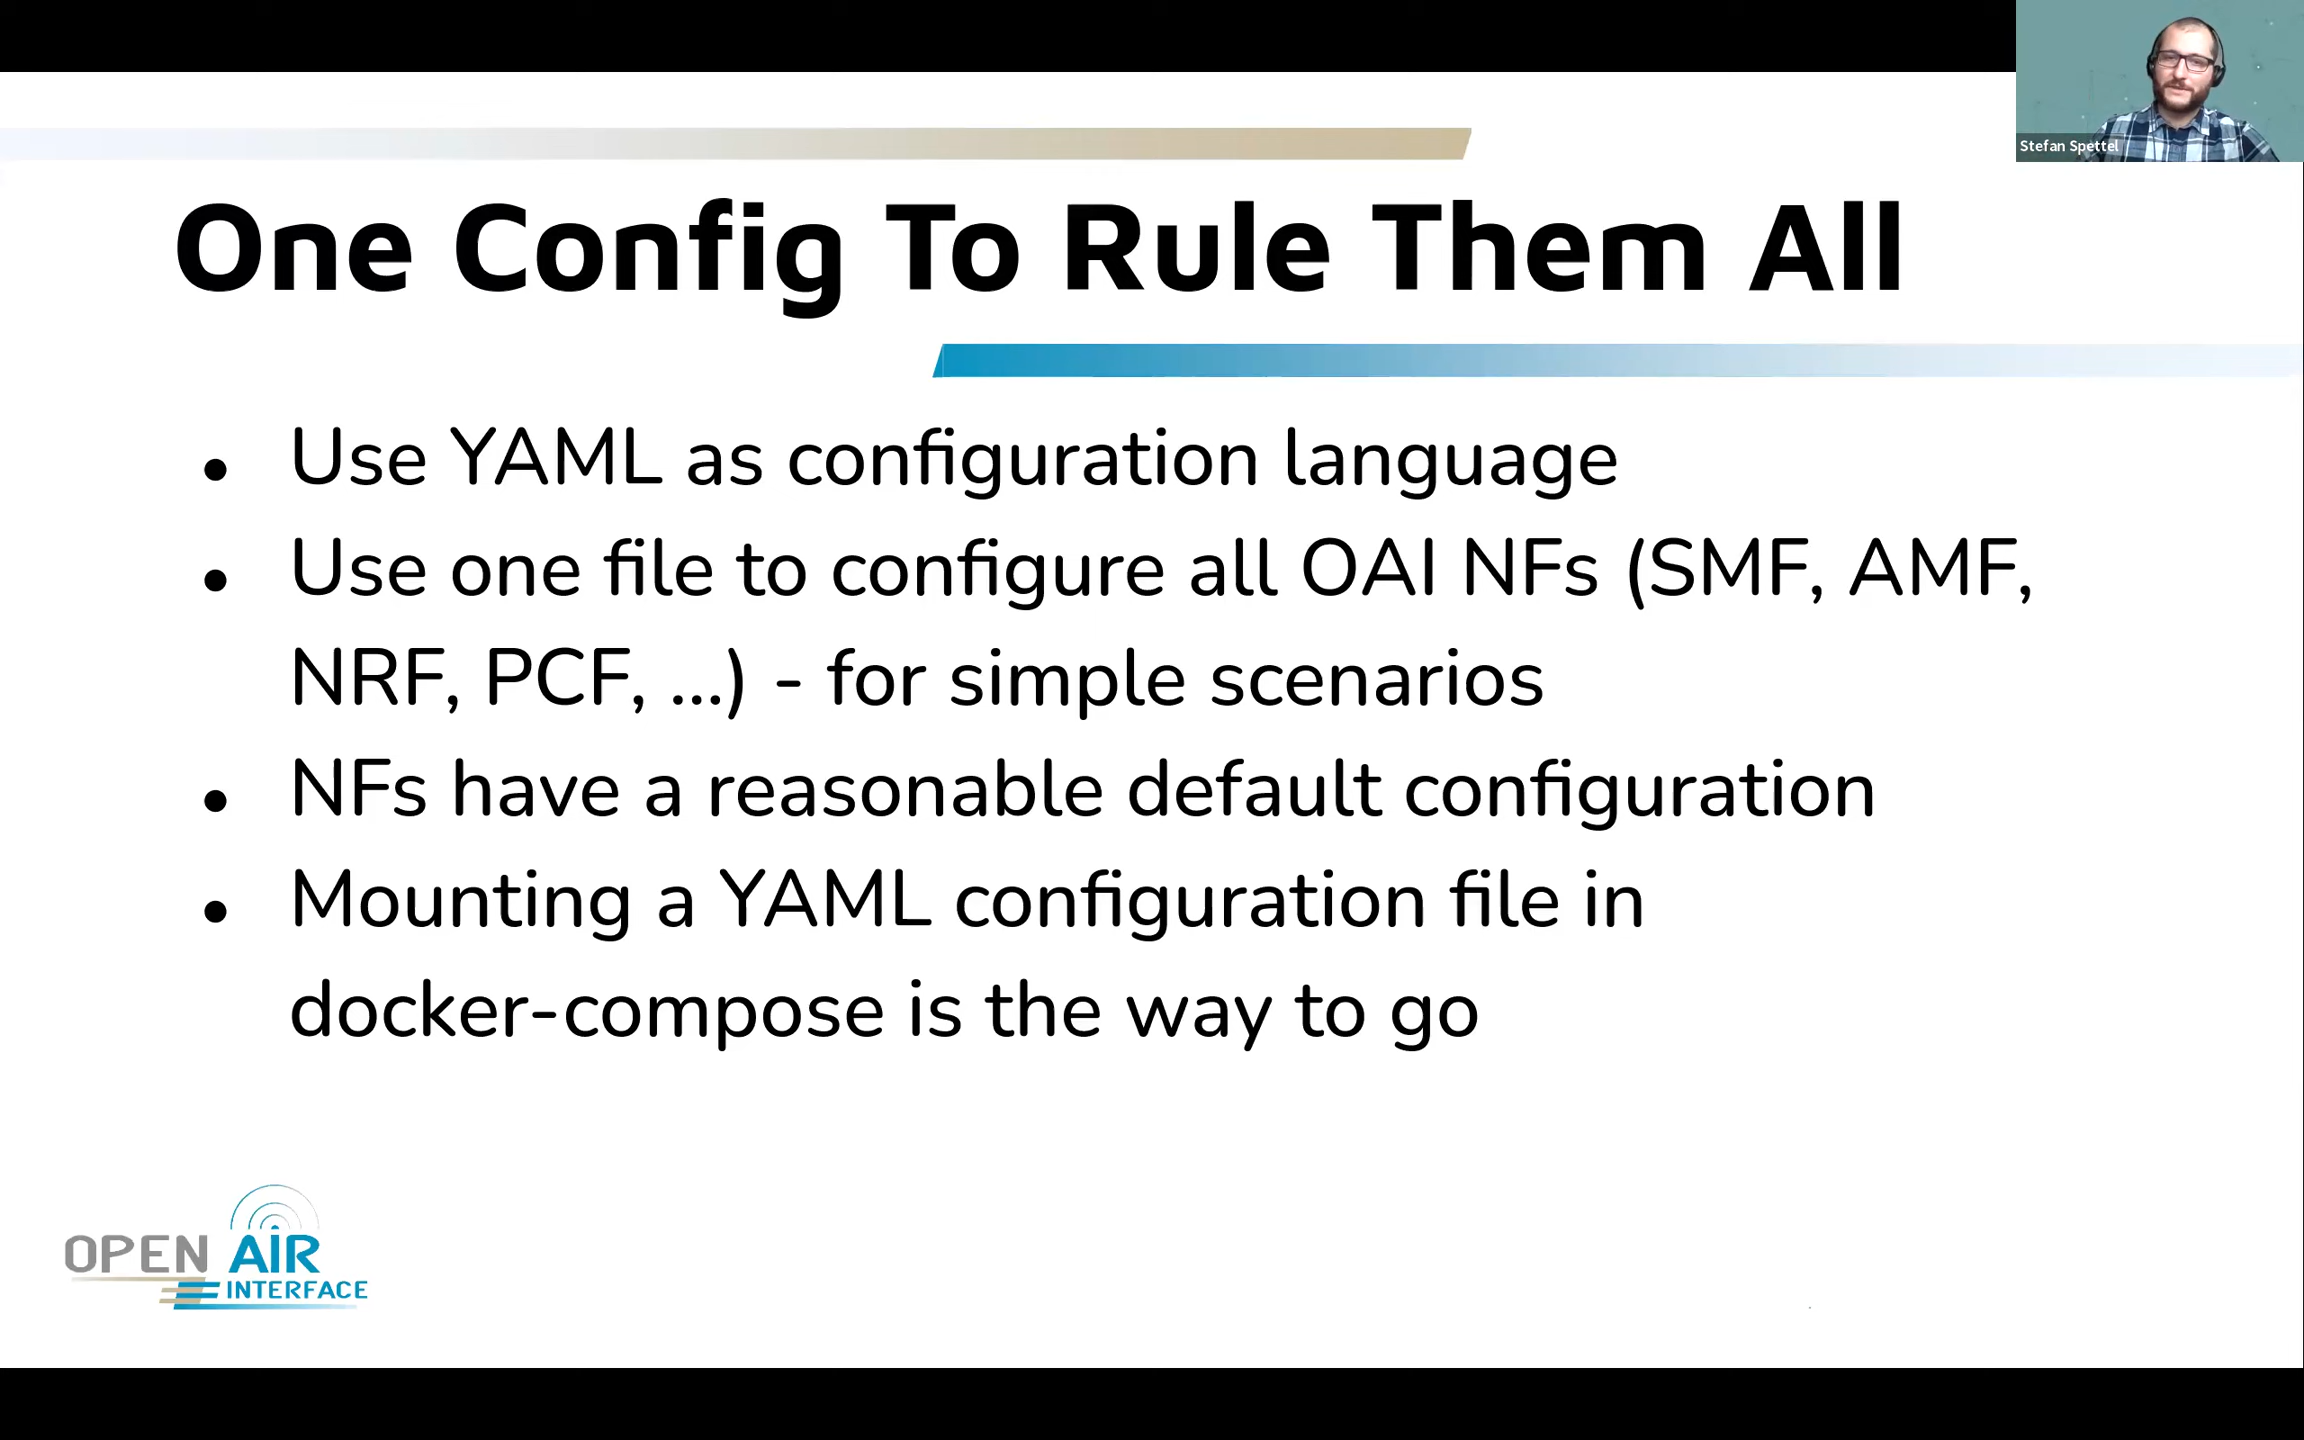 Stefan Spettel
One Config To Rule Them All
• Use YAML as configuration language
• Use one file to configure all OAI NFs (SMF, AMF,
NRF, PCF, ...) - for simple scenarios
• NFs have a reasonable default configuration
• Mounting a YAML configuration file in
docker-compose is the way to go
OPEN AIR
INTERFACE